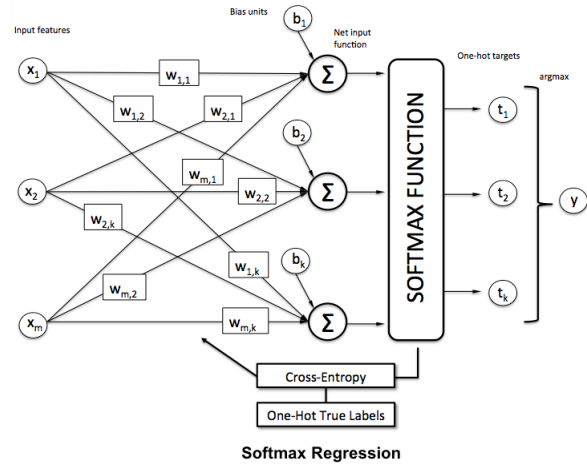 Input features
Bias units
Net input
function
One-hot targets
argmax
x1
x2
xm
w1,1
w1,2
w2,1
wm,1
w2,2
w2,k
w1,k
wm,2
wm,k
b1
b2
bk
Σ
Σ
Σ
SOFTMAX FUNCTION
t1
t2
tk
y
Cross-Entropy
One-Hot True Labels
Softmax Regression